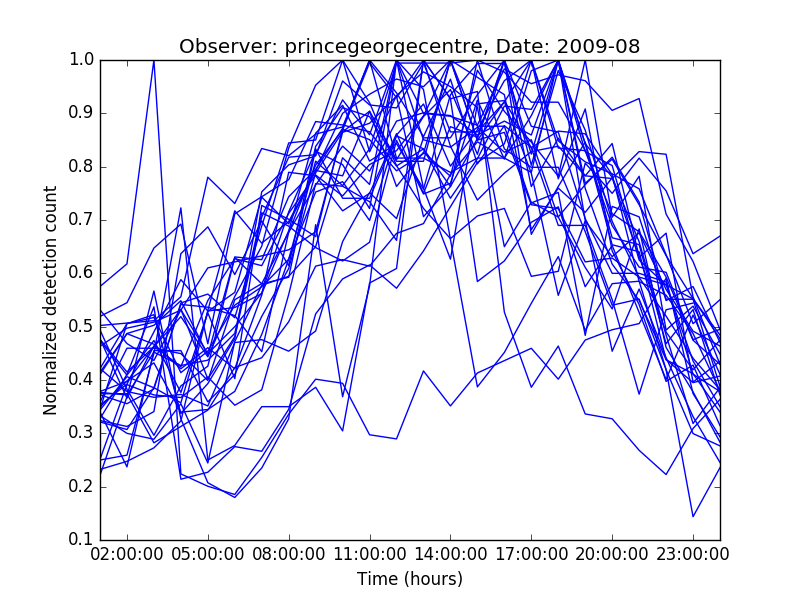 Observer: princegeorgecentre, Date: 2009-08
Normalized detection count
1.0
0.9
0.8
0.7
0.6
0.5
0.4
0.3
0.2
0.1
02:00:00 05:00:00 08:00:00 11:00:00 14:00:00 17:00:00 20:00:00 23:00:00
Time (hours)